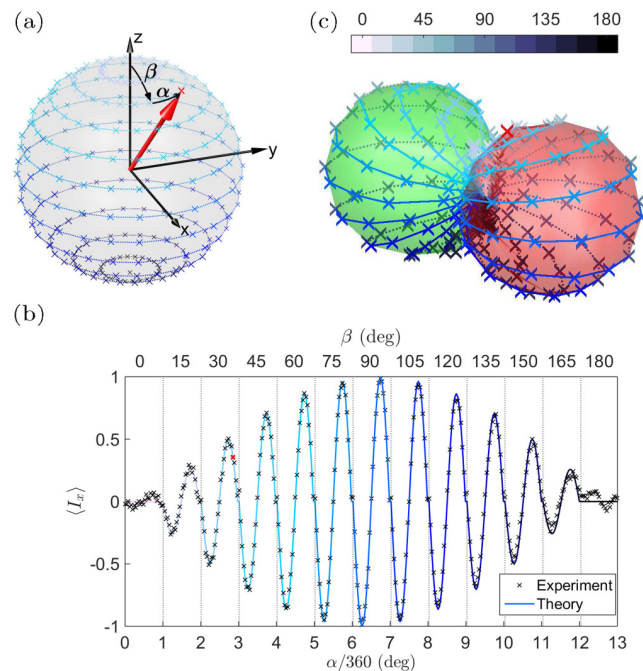 (a)
z
β
α
y
x
(c)
0 45 90 135 180
(b)
β (deg)
0 15 30 45 60 75 90 105 120 135 150 165 180
1
0.5
0
-0.5
-1
⟨Iₓ⟩
Experiment
Theory
0 1 2 3 4 5 6 7 8 9 10 11 12 13
α/360 (deg)